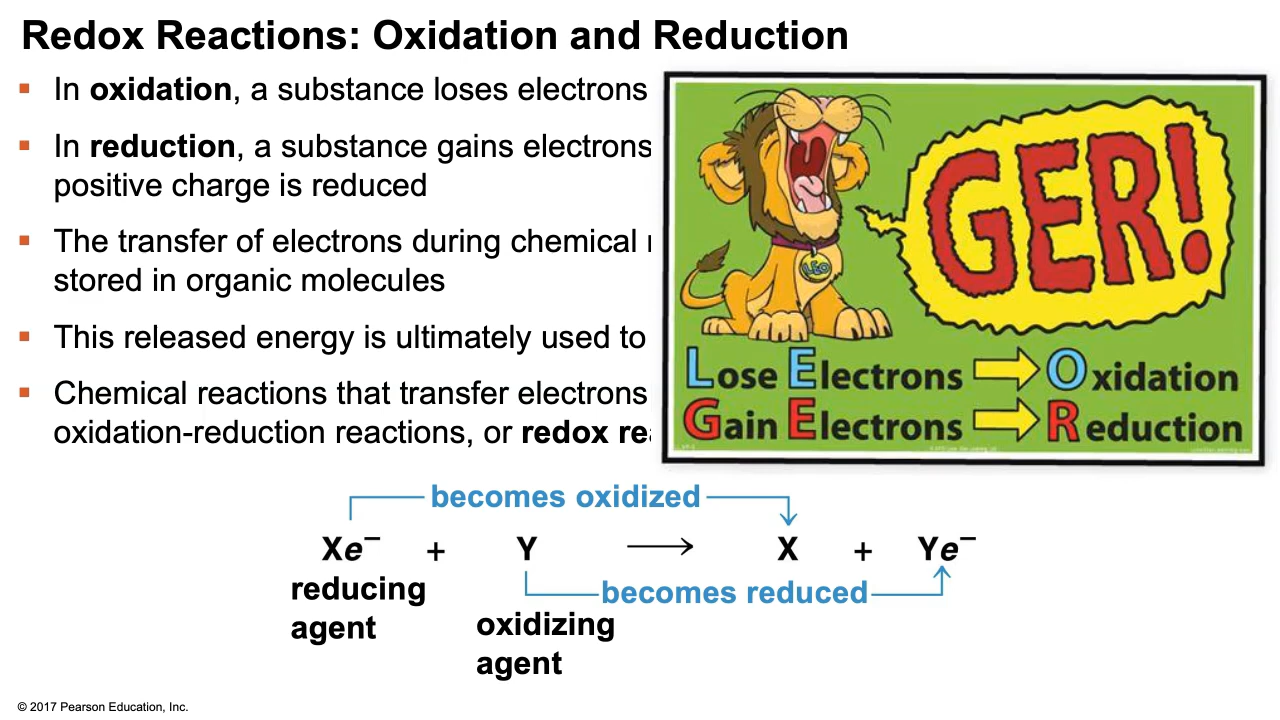 Redox Reactions: Oxidation and Reduction
In oxidation, a substance loses electrons
In reduction, a substance gains electrons
positive charge is reduced
The transfer of electrons during chemical
stored in organic molecules
This released energy is ultimately used to
Chemical reactions that transfer electrons
oxidation-reduction reactions, or redox
GER!
LEO
Lose Electrons Oxidation
Gain Electrons Reduction
becomes oxidized
Xe− + Y ⟶ X + Ye−
becomes reduced
reducing
agent
oxidizing
agent
© 2017 Pearson Education, Inc.